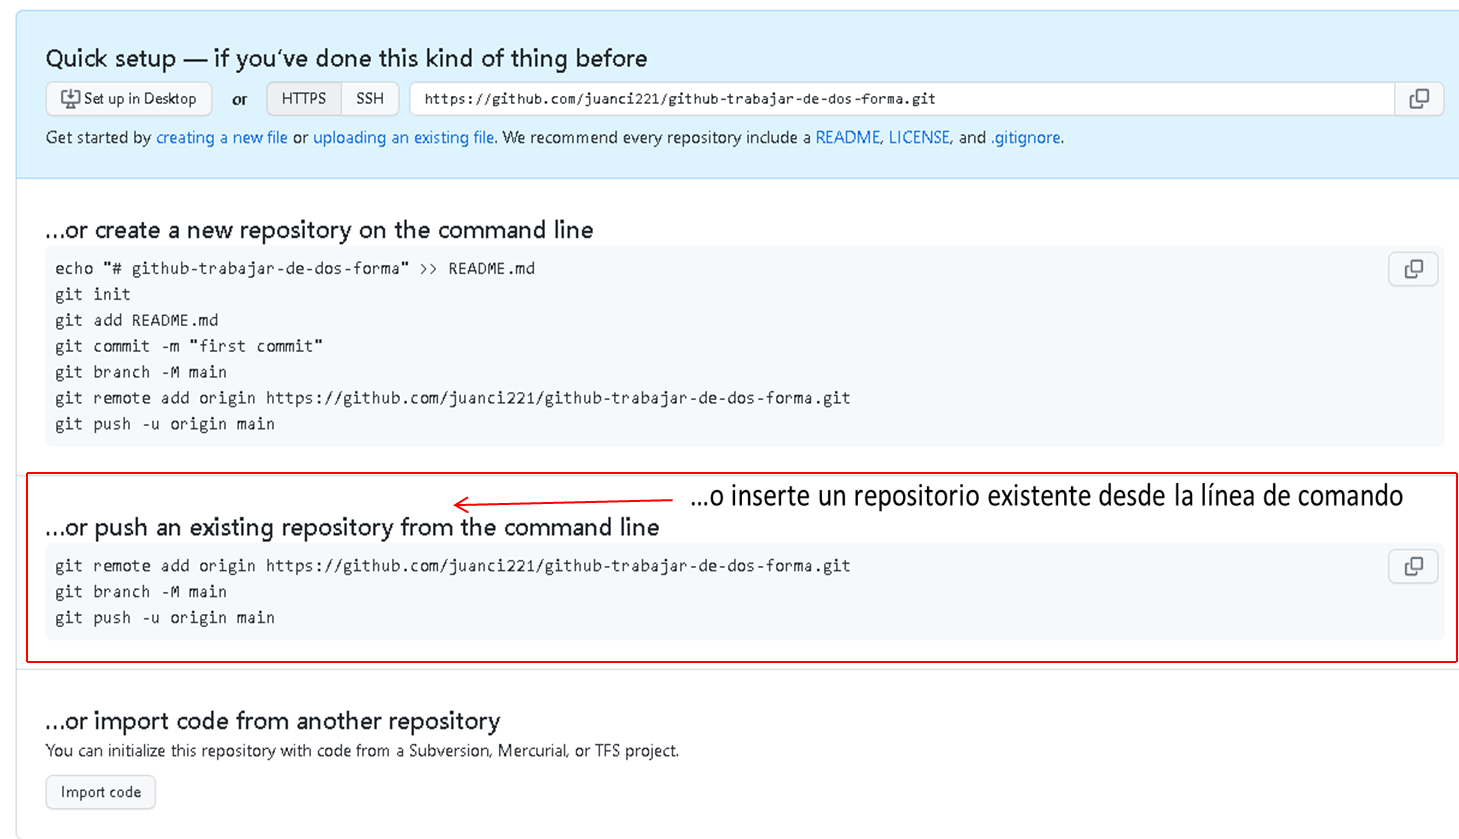 Quick setup — if you've done this kind of thing before
Set up in Desktop or HTTPS SSH https://github.com/juanci221/github-trabajar-de-dos-forma.git
Get started by creating a new file or uploading an existing file. We recommend every repository include a README, LICENSE, and .gitignore.
...or create a new repository on the command line
echo "# github-trabajar-de-dos-forma" >> README.md
git init
git add README.md
git commit -m "first commit"
git branch -M main
git remote add origin https://github.com/juanci221/github-trabajar-de-dos-forma.git
git push -u origin main
...o inserte un repositorio existente desde la línea de comando
...or push an existing repository from the command line
git remote add origin https://github.com/juanci221/github-trabajar-de-dos-forma.git
git branch -M main
git push -u origin main
...or import code from another repository
You can initialize this repository with code from a Subversion, Mercurial, or TFS project.
Import code